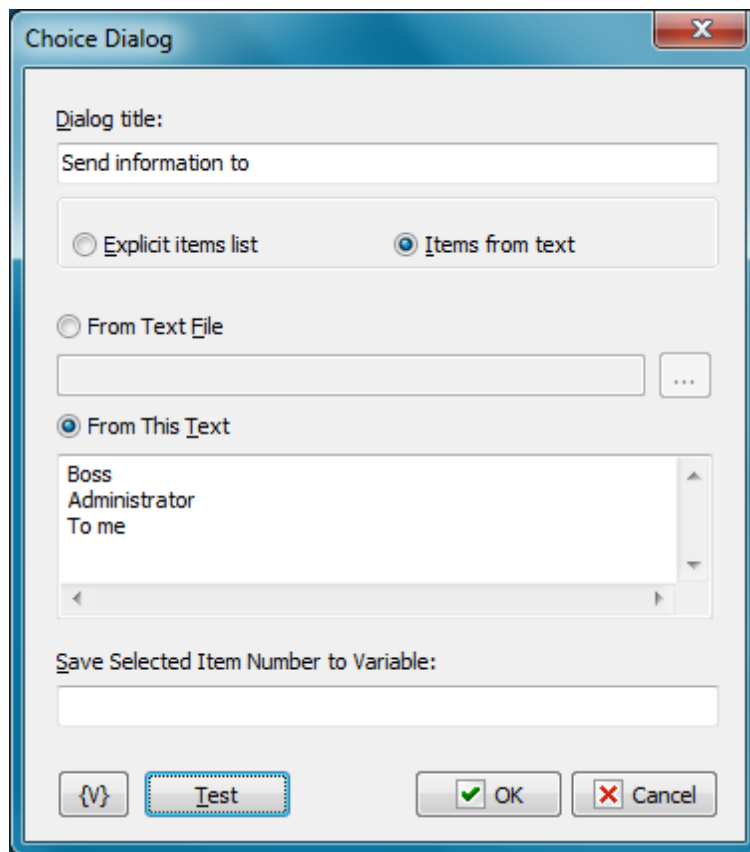 Choice Dialog
Dialog title:
Send information to
Explicit items list
Items from text
From Text File
...
From This Text
Boss
Administrator
To me
Save Selected Item Number to Variable:
{V}
Test
OK
Cancel